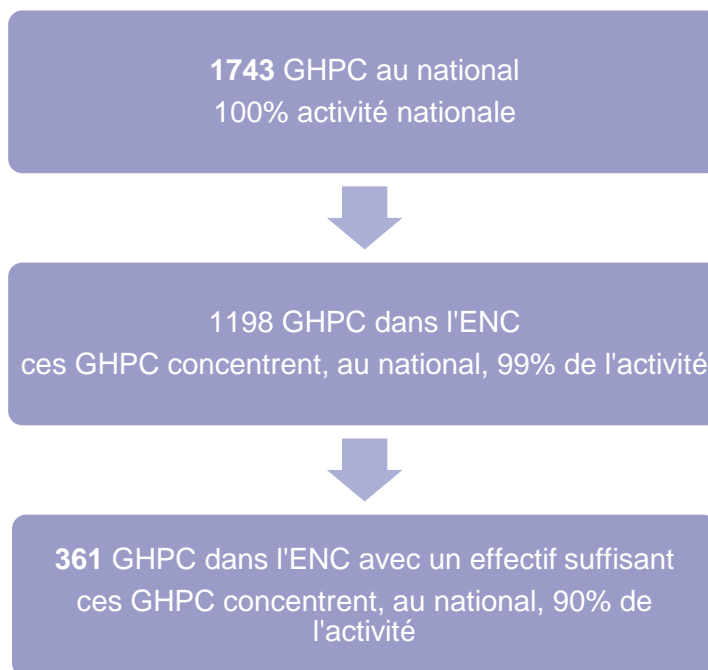 1743 GHPC au national
100% activité nationale
1198 GHPC dans l'ENC
ces GHPC concentrent, au national, 99% de l'activité
361 GHPC dans l'ENC avec un effectif suffisant
ces GHPC concentrent, au national, 90% de
l'activité